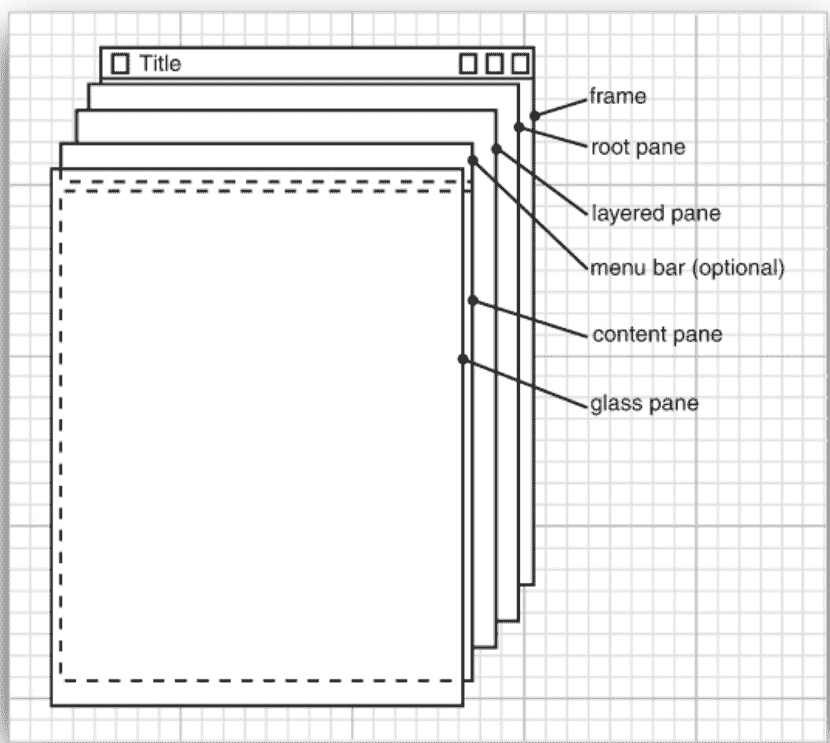 Title
frame
root pane
layered pane
menu bar (optional)
content pane
glass pane